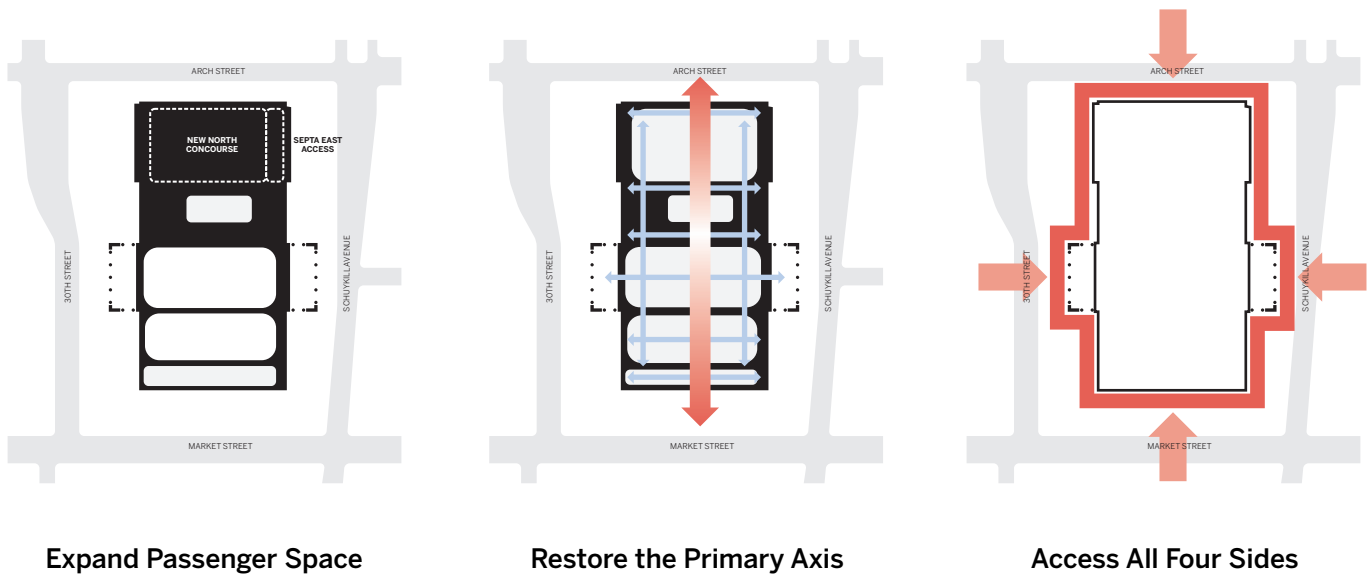 ARCH STREET
NEW NORTH
CONCOURSE
SEPTA EAST
ACCESS
30TH STREET
SCHUYKILL AVENUE
MARKET STREET
Expand Passenger Space
ARCH STREET
30TH STREET
SCHUYKILL AVENUE
MARKET STREET
Restore the Primary Axis
ARCH STREET
30TH STREET
SCHUYKILL AVENUE
MARKET STREET
Access All Four Sides